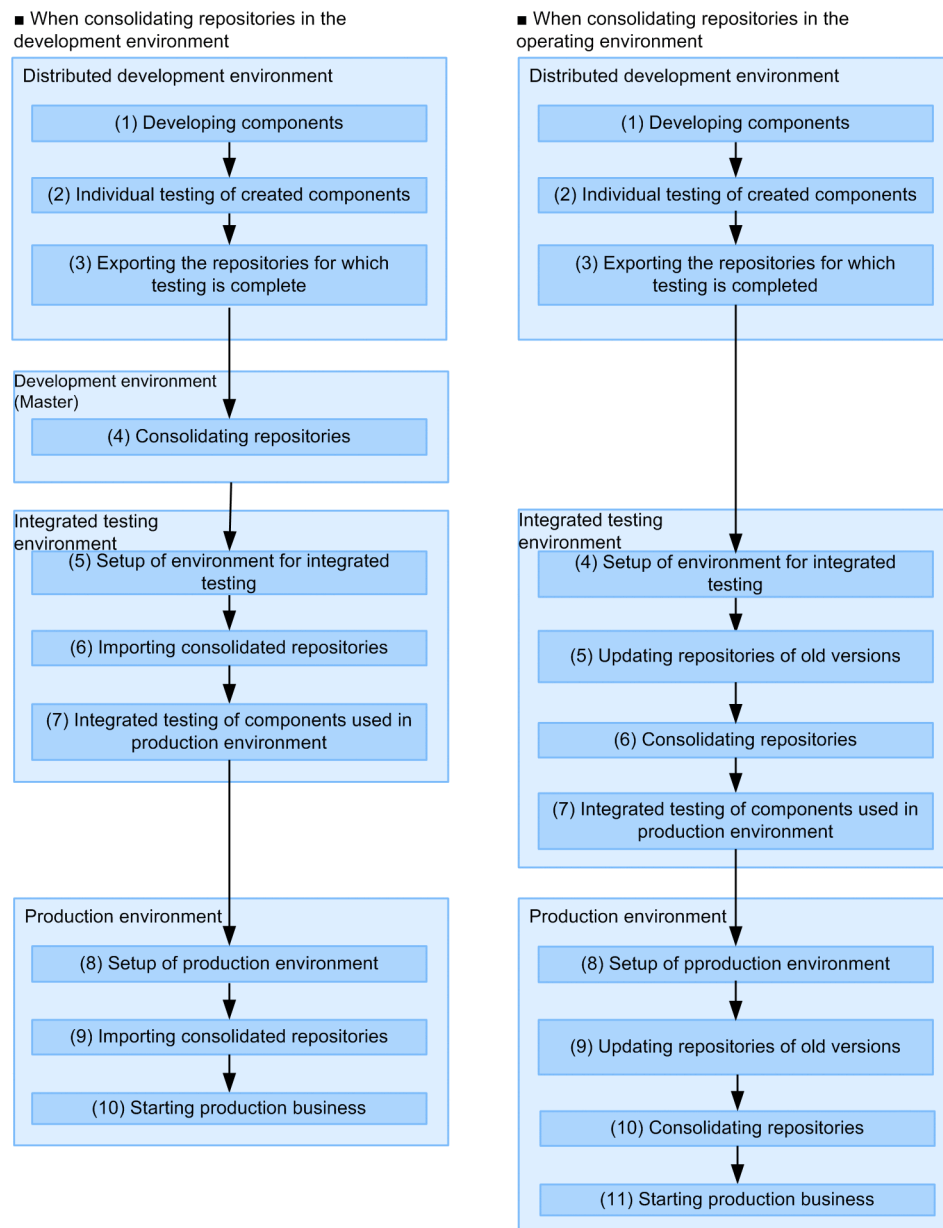 ■ When consolidating repositories in the
development environment
Distributed development environment
(1) Developing components
(2) Individual testing of created components
(3) Exporting the repositories for which
testing is complete
Development environment
(Master)
(4) Consolidating repositories
Integrated testing
environment
(5) Setup of environment for integrated
testing
(6) Importing consolidated repositories
(7) Integrated testing of components used in
production environment
Production environment
(8) Setup of production environment
(9) Importing consolidated repositories
(10) Starting production business
■ When consolidating repositories in the
operating environment
Distributed development environment
(1) Developing components
(2) Individual testing of created components
(3) Exporting the repositories for which
testing is completed
Integrated testing
environment
(4) Setup of environment for integrated
testing
(5) Updating repositories of old versions
(6) Consolidating repositories
(7) Integrated testing of components used in
production environment
Production environment
(8) Setup of pproduction environment
(9) Updating repositories of old versions
(10) Consolidating repositories
(11) Starting production business